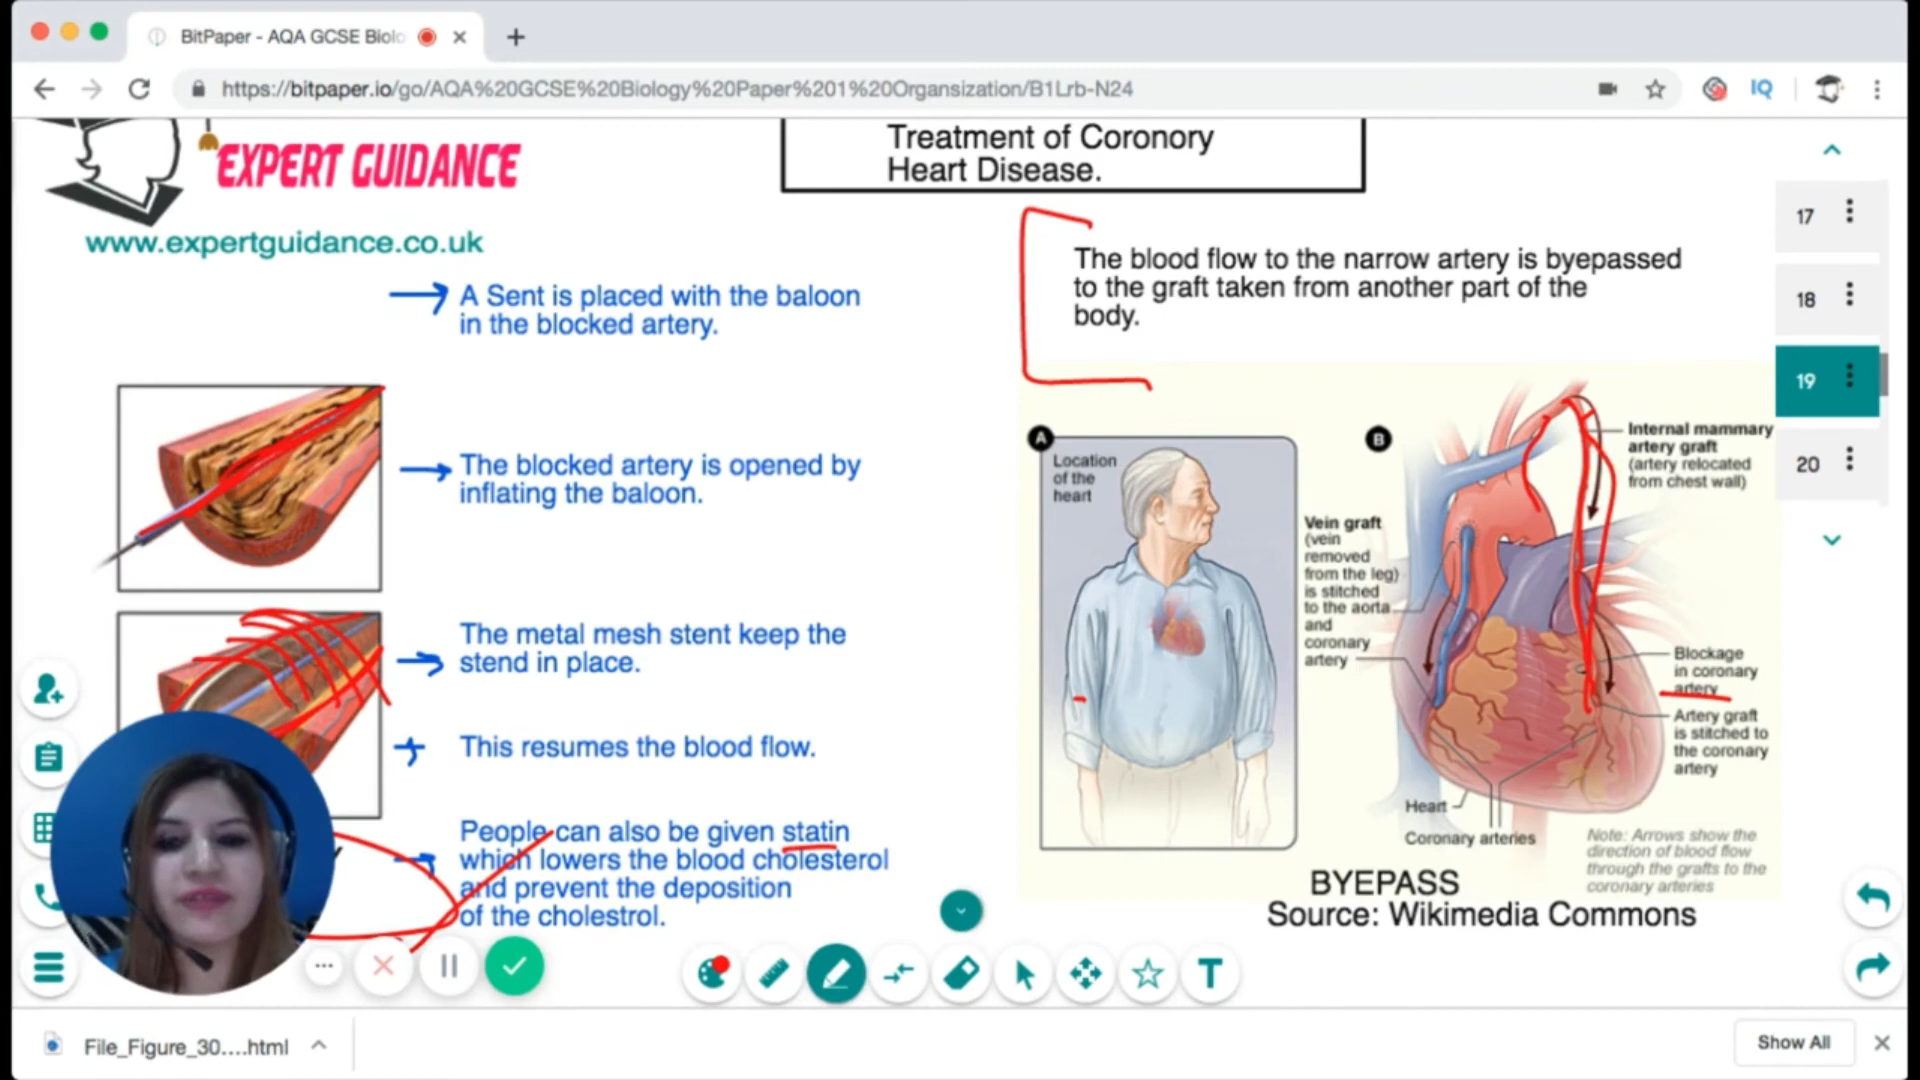 BitPaper - AQA GCSE Biolo
https://bitpaper.io/go/AQA%20GCSE%20Biology%20Paper%201%20Organsization/B1Lrb-N24
IQ
EXPERT GUIDANCE
www.expertguidance.co.uk
Treatment of Coronory
Heart Disease.
A Sent is placed with the baloon
in the blocked artery.
The blocked artery is opened by
inflating the baloon.
The metal mesh stent keep the
stend in place.
This resumes the blood flow.
People can also be given statin
which lowers the blood cholesterol
and prevent the deposition
of the cholestrol.
The blood flow to the narrow artery is byepassed
to the graft taken from another part of the
body.
A
Location
of the
heart
B
Vein graft
(vein
removed
from the leg)
is stitched
to the aorta
and
coronary
artery
Internal mammary
artery graft
(artery relocated
from chest wall)
Blockage
in coronary
artery
Artery graft
is stitched to
the coronary
artery
Heart
Coronary arteries
Note: Arrows show the
direction of blood flow
through the grafts to the
coronary arteries
BYEPASS
Source: Wikimedia Commons
17
18
19
20
T
File_Figure_30....html
Show All